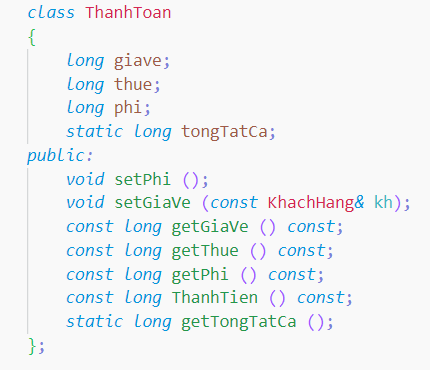 class ThanhToan
{
long giave;
long thue;
long phi;
static long tongTatCa;
public:
void setPhi ();
void setGiaVe (const KhachHang& kh);
const long getGiaVe () const;
const long getThue () const;
const long getPhi () const;
const long ThanhTien () const;
static long getTongTatCa ();
};